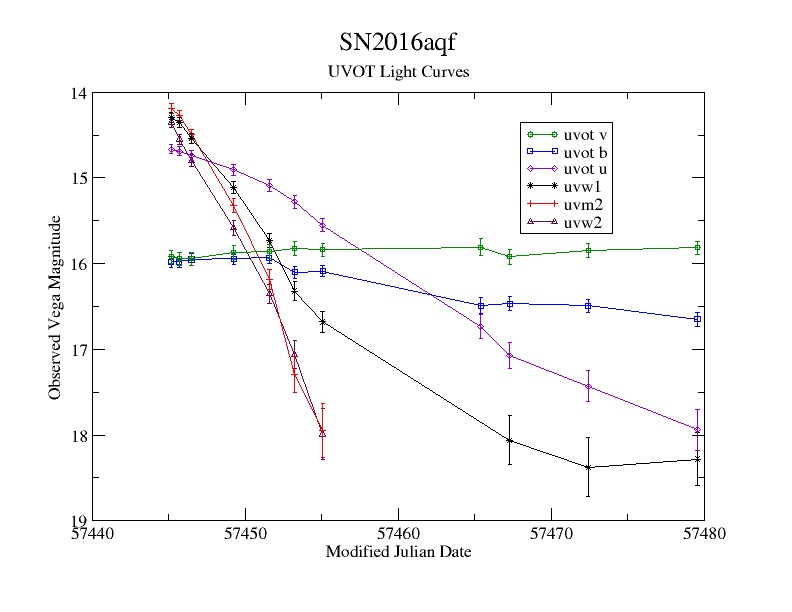 SN2016aqf
UVOT Light Curves
14
15
16
17
18
19
Observed Vega Magnitude
uvot v
uvot b
uvot u
uvw1
uvm2
uvw2
57440
57450
57460
57470
57480
Modified Julian Date